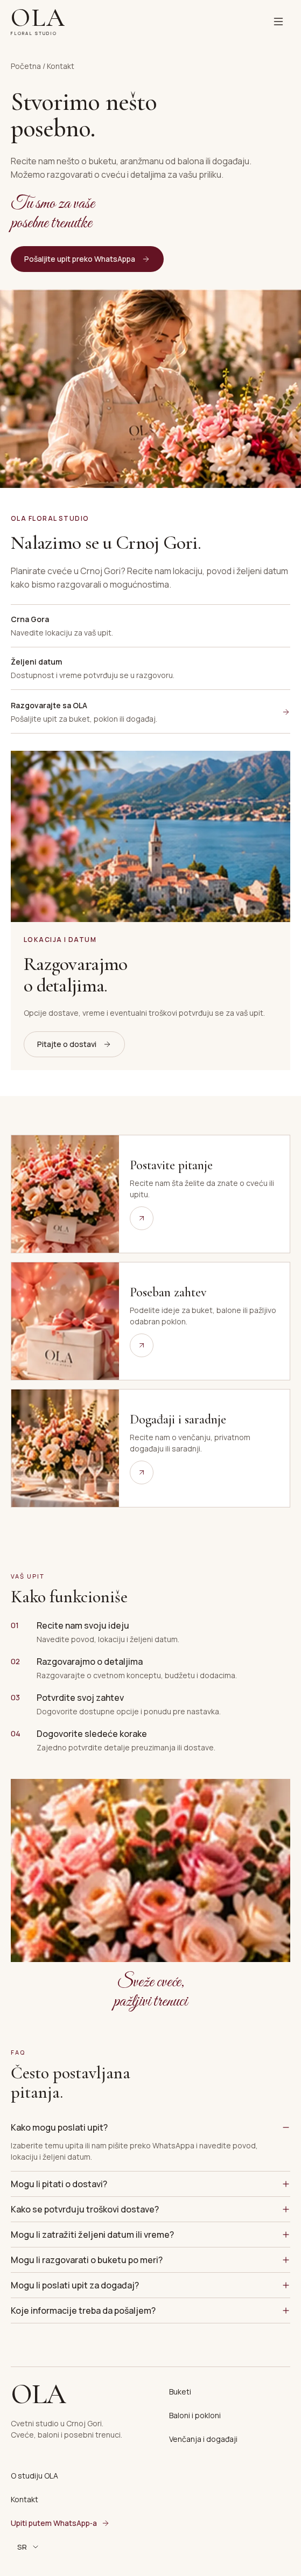 OLA
FLORAL STUDIO
Početna / Kontakt
Stvorimo nešto
posebno.
Recite nam nešto o buketu, aranžmanu od balona ili događaju.
Možemo razgovarati o cveću i detaljima za vašu priliku.
Tu smo za vaše
posebne trenutke
Pošaljite upit preko WhatsAppa
OLA
OLA FLORAL STUDIO
Nalazimo se u Crnoj Gori.
Planirate cveće u Crnoj Gori? Recite nam lokaciju, povod i željeni datum
kako bismo razgovarali o mogućnostima.
Crna Gora
Navedite lokaciju za vaš upit.
Željeni datum
Dostupnost i vreme potvrđuju se u razgovoru.
Razgovarajte sa OLA
Pošaljite upit za buket, poklon ili događaj.
LOKACIJA I DATUM
Razgovarajmo
o detaljima.
Opcije dostave, vreme i eventualni troškovi potvrđuju se za vaš upit.
Pitajte o dostavi
OLA
Postavite pitanje
Recite nam šta želite da znate o cveću ili
upitu.
OLA
Poseban zahtev
Podelite ideje za buket, balone ili pažljivo
odabran poklon.
Događaji i saradnje
Recite nam o venčanju, privatnom
događaju ili saradnji.
VAŠ UPIT
Kako funkcioniše
01 Recite nam svoju ideju
Navedite povod, lokaciju i željeni datum.
02 Razgovarajmo o detaljima
Razgovarajte o cvetnom konceptu, budžetu i dodacima.
03 Potvrdite svoj zahtev
Dogovorite dostupne opcije i ponudu pre nastavka.
04 Dogovorite sledeće korake
Zajedno potvrdite detalje preuzimanja ili dostave.
Sveže cveće,
pažljivi trenuci
FAQ
Često postavljana
pitanja.
Kako mogu poslati upit?
Izaberite temu upita ili nam pišite preko WhatsAppa i navedite povod,
lokaciju i željeni datum.
Mogu li pitati o dostavi?
Kako se potvrđuju troškovi dostave?
Mogu li zatražiti željeni datum ili vreme?
Mogu li razgovarati o buketu po meri?
Mogu li poslati upit za događaj?
Koje informacije treba da pošaljem?
OLA
Cvetni studio u Crnoj Gori.
Cveće, baloni i posebni trenuci.
Buketi
Baloni i pokloni
Venčanja i događaji
O studiju OLA
Kontakt
Upiti putem WhatsApp-a
SR